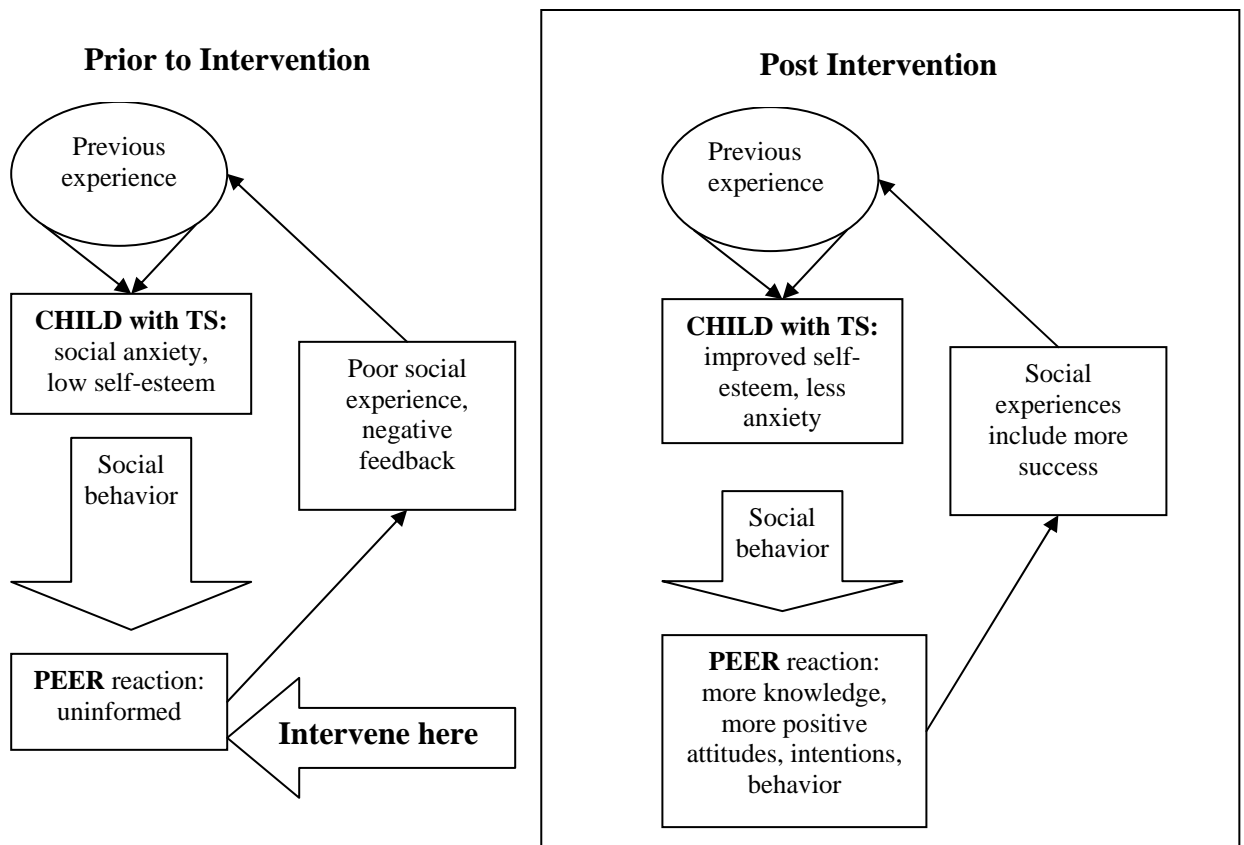 Prior to Intervention
Previous
experience
CHILD with TS:
social anxiety,
low self-esteem
Poor social
experience,
negative
feedback
Social
behavior
PEER reaction:
uninformed
Intervene here
Post Intervention
Previous
experience
CHILD with TS:
improved self-
esteem, less
anxiety
Social
experiences
include more
success
Social
behavior
PEER reaction:
more knowledge,
more positive
attitudes, intentions,
behavior